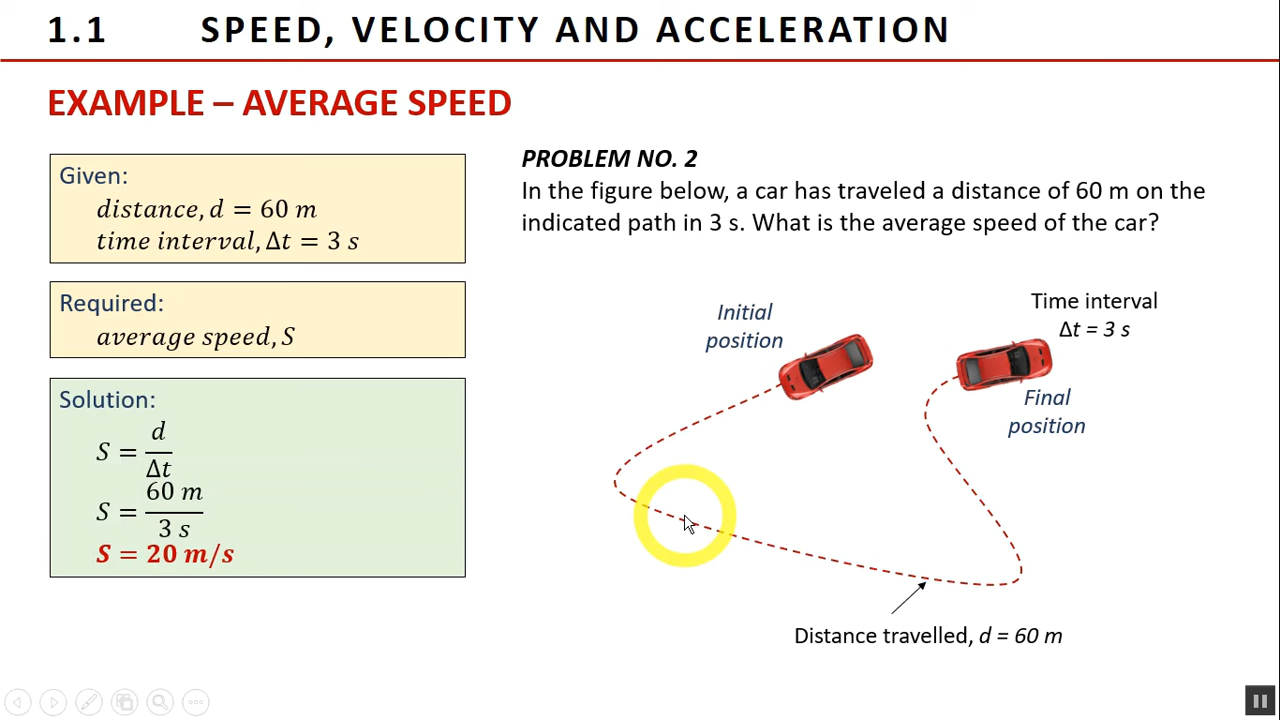 1.1 SPEED, VELOCITY AND ACCELERATION
EXAMPLE – AVERAGE SPEED
Given:
distance, d = 60 m
time interval, Δt = 3 s
Required:
average speed, S
Solution:
S = d/Δt
S = 60 m/3 s
S = 20 m/s
PROBLEM NO. 2
In the figure below, a car has traveled a distance of 60 m on the
indicated path in 3 s. What is the average speed of the car?
Initial
position
Time interval
Δt = 3 s
Final
position
Distance travelled, d = 60 m